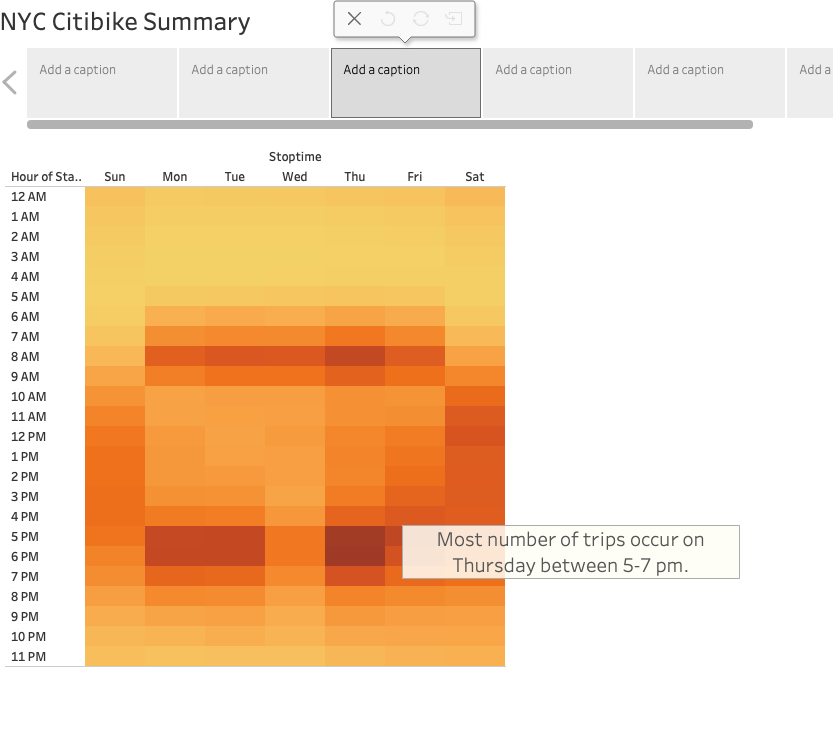 NYC Citibike Summary
Add a caption
Add a caption
Add a caption
Add a caption
Add a caption
Add a
Stoptime
Hour of Sta.. Sun Mon Tue Wed Thu Fri Sat
12 AM
1 AM
2 AM
3 AM
4 AM
5 AM
6 AM
7 AM
8 AM
9 AM
10 AM
11 AM
12 PM
1 PM
2 PM
3 PM
4 PM
5 PM
6 PM
7 PM
8 PM
9 PM
10 PM
11 PM
Most number of trips occur on
Thursday between 5-7 pm.